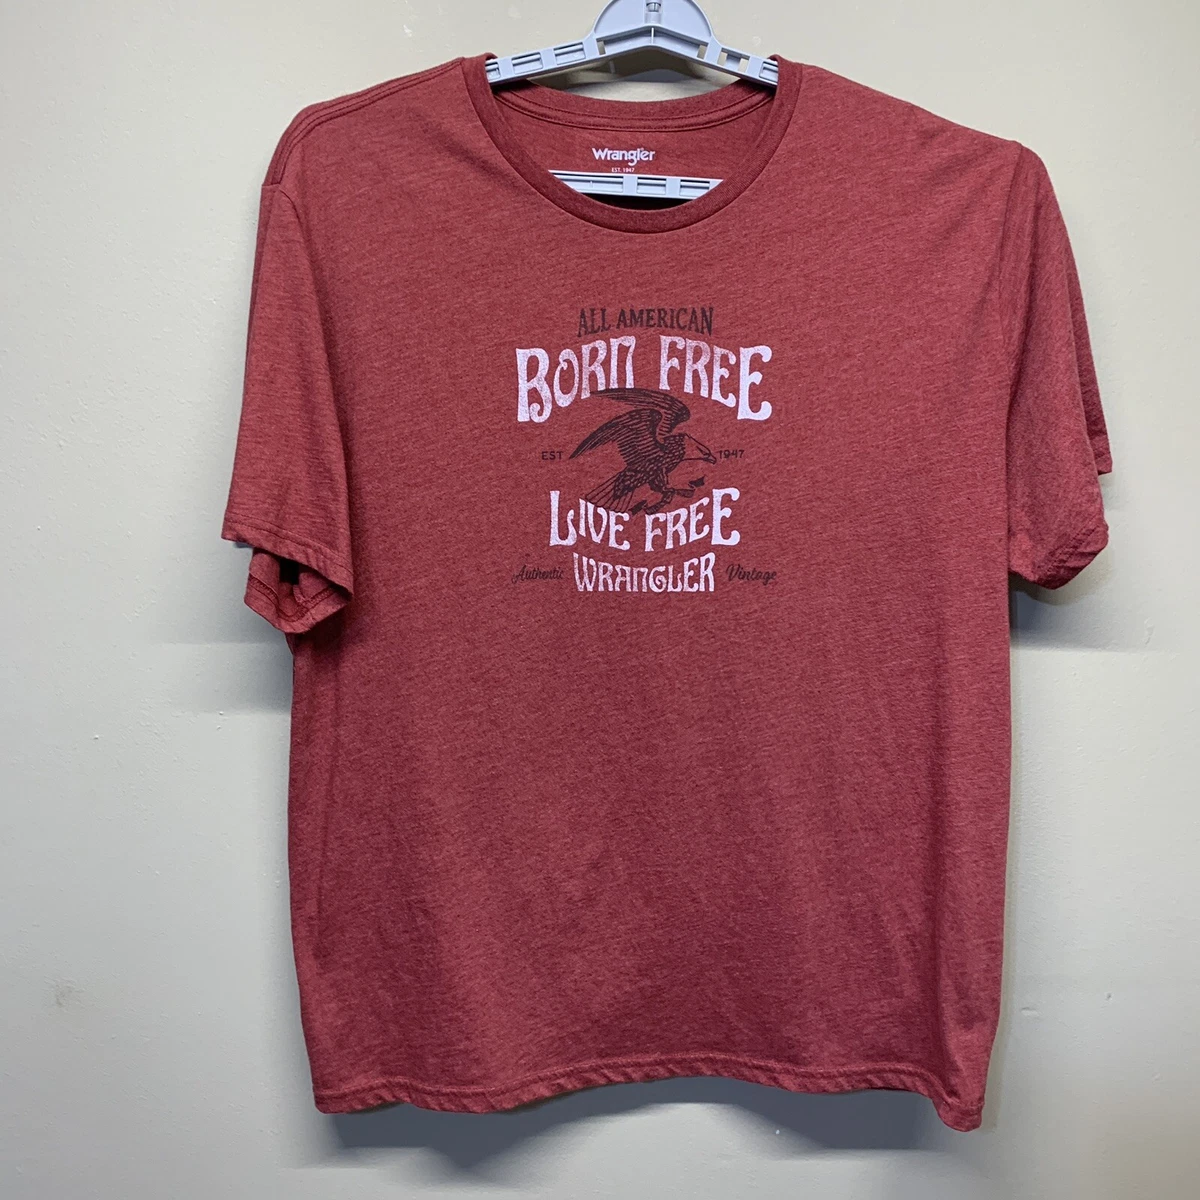 Wrangler
EST. 1947
ALL AMERICAN
BORN FREE
EST 1947
LIVE FREE
Authentic WRANGLER Vintage